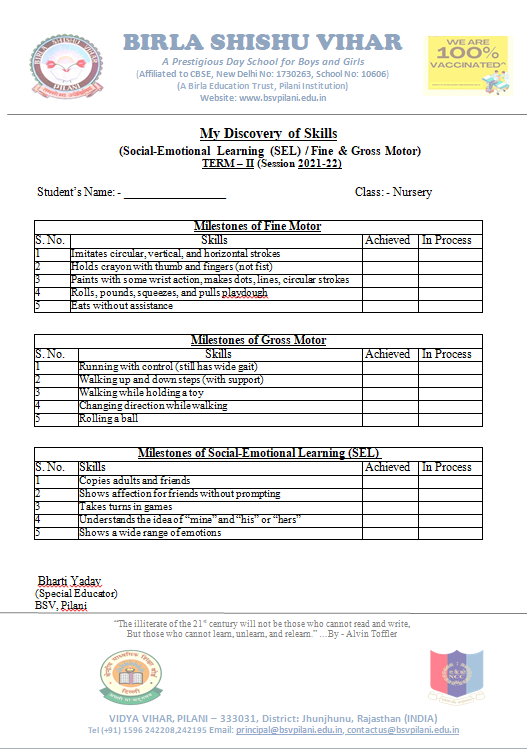 BIRLA SHISHU VIHAR
A Prestigious Day School for Boys and Girls
(Affiliated to CBSE, New Delhi No: 1730263, School No: 10606)
(A Birla Education Trust, Pilani Institution)
Website: www.bsvpilani.edu.in
BIRLA SHISHU VIHAR
PILANI
WE ARE
100%
VACCINATED
My Discovery of Skills
(Social-Emotional Learning (SEL) / Fine & Gross Motor)
TERM – II (Session 2021-22)
Student's Name: - ________________ Class: - Nursery
Milestones of Fine Motor
S. No. Skills Achieved In Process
1 Imitates circular, vertical, and horizontal strokes
2 Holds crayon with thumb and fingers (not fist)
3 Paints with some wrist action, makes dots, lines, circular strokes
4 Rolls, pounds, squeezes, and pulls playdough
5 Eats without assistance
Milestones of Gross Motor
S. No. Skills Achieved In Process
1 Running with control (still has wide gait)
2 Walking up and down steps (with support)
3 Walking while holding a toy
4 Changing direction while walking
5 Rolling a ball
Milestones of Social-Emotional Learning (SEL)
S. No. Skills Achieved In Process
1 Copies adults and friends
2 Shows affection for friends without prompting
3 Takes turns in games
4 Understands the idea of “mine” and “his” or “hers”
5 Shows a wide range of emotions
Bharti Yadav
(Special Educator)
BSV, Pilani
“The illiterate of the 21st century will not be those who cannot read and write,
But those who cannot learn, unlearn, and relearn.” …By - Alvin Toffler
NCC
VIDYA VIHAR, PILANI – 333031, District: Jhunjhunu, Rajasthan (INDIA)
Tel (+91) 1596 242208,242195 Email: principal@bsvpilani.edu.in, contactus@bsvpilani.edu.in